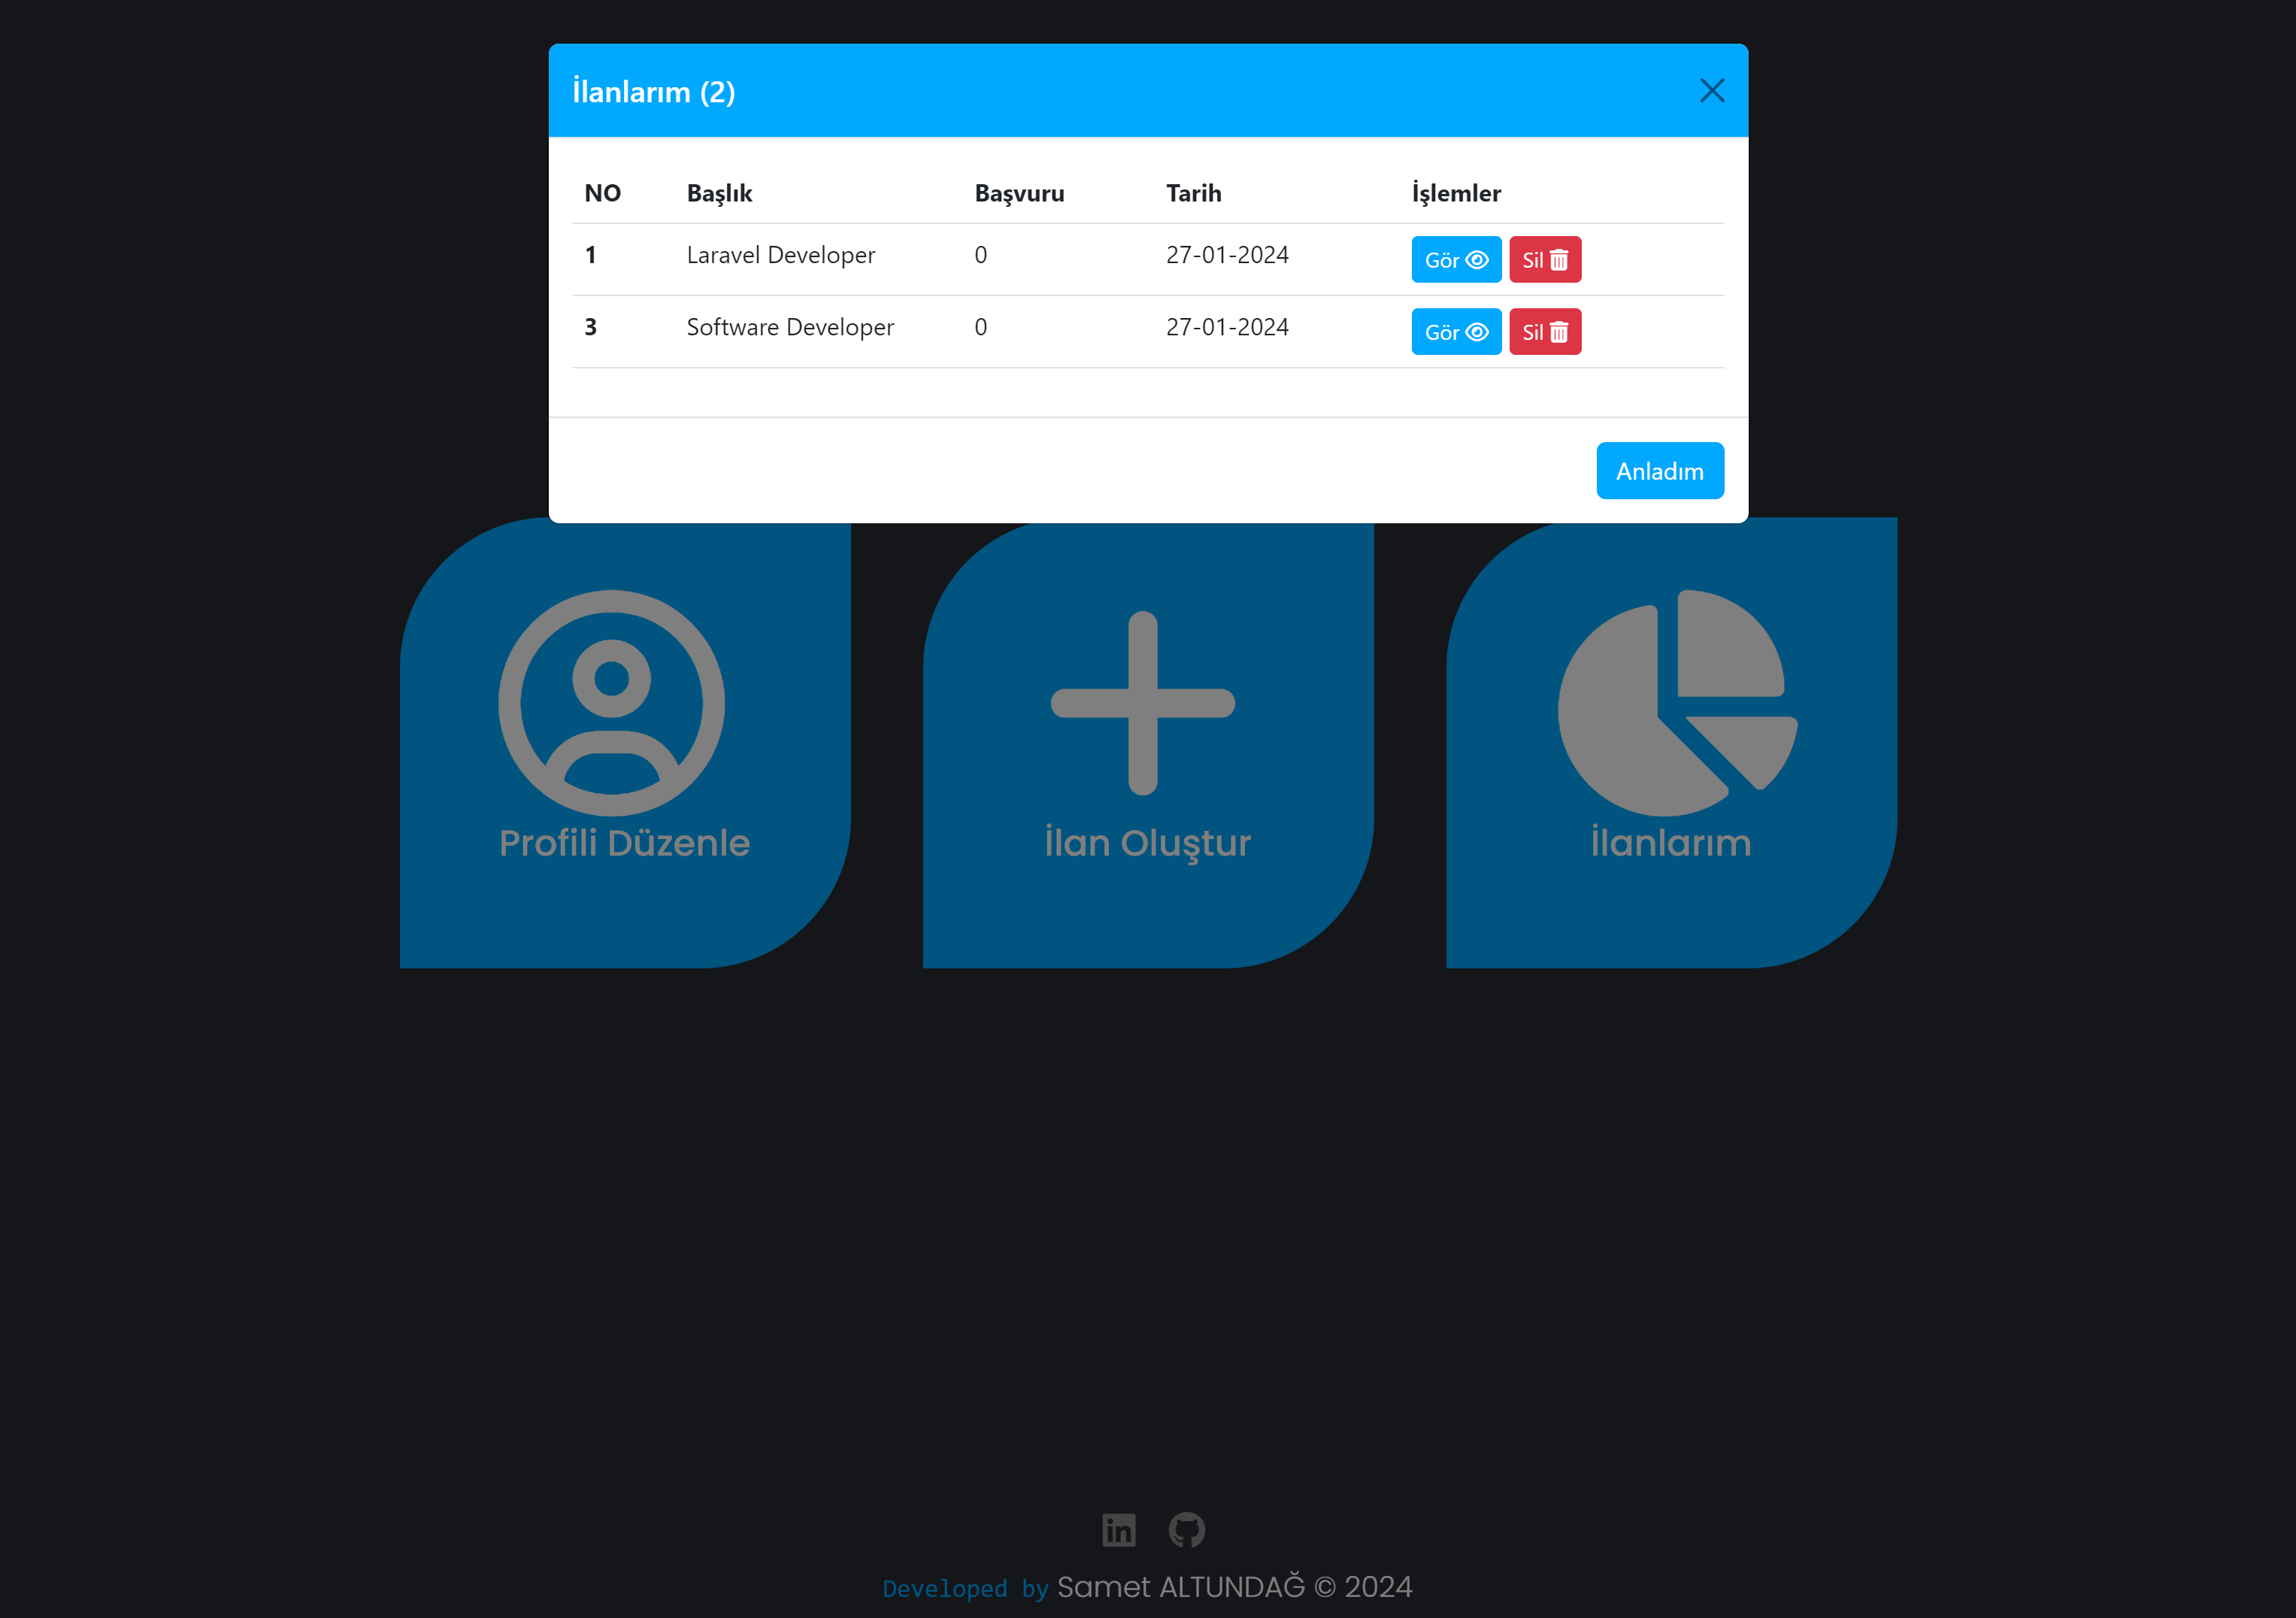 İlanlarım (2)
NO Başlık Başvuru Tarih İşlemler
1 Laravel Developer 0 27-01-2024 Gör Sil
3 Software Developer 0 27-01-2024 Gör Sil
Anladım
Profili Düzenle İlan Oluştur İlanlarım
Developed by Samet ALTUNDAĞ © 2024